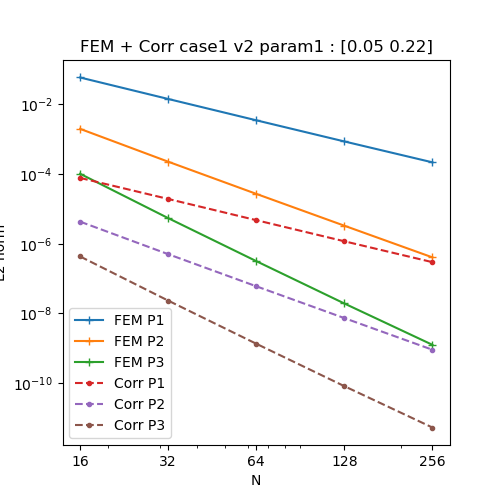 FEM + Corr case1 v2 param1 : [0.05 0.22]
10⁻²
10⁻⁴
10⁻⁶
10⁻⁸
10⁻¹⁰
norm
FEM P1
FEM P2
FEM P3
Corr P1
Corr P2
Corr P3
16 32 64 128 256
N